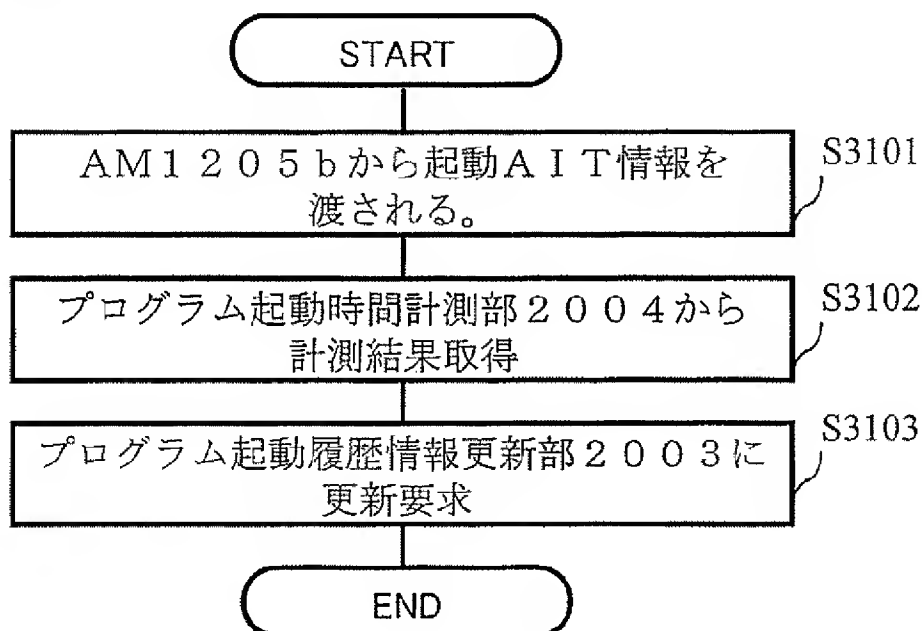 START
AM1205bから起動AIT情報を
渡される。
S3101
プログラム起動時間計測部2004から
計測結果取得
S3102
プログラム起動履歴情報更新部2003に
更新要求
S3103
END